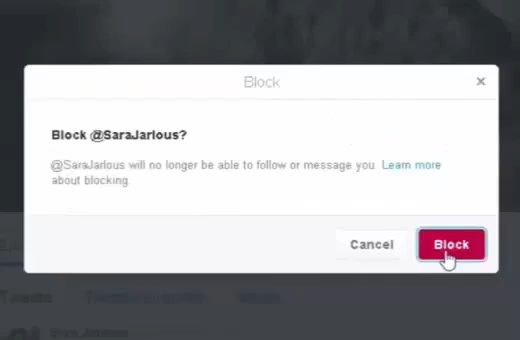 Block
Block @SaraJarlous?
@SaraJarlous will no longer be able to follow or message you. Learn more
about blocking.
Cancel
Block
Tweets